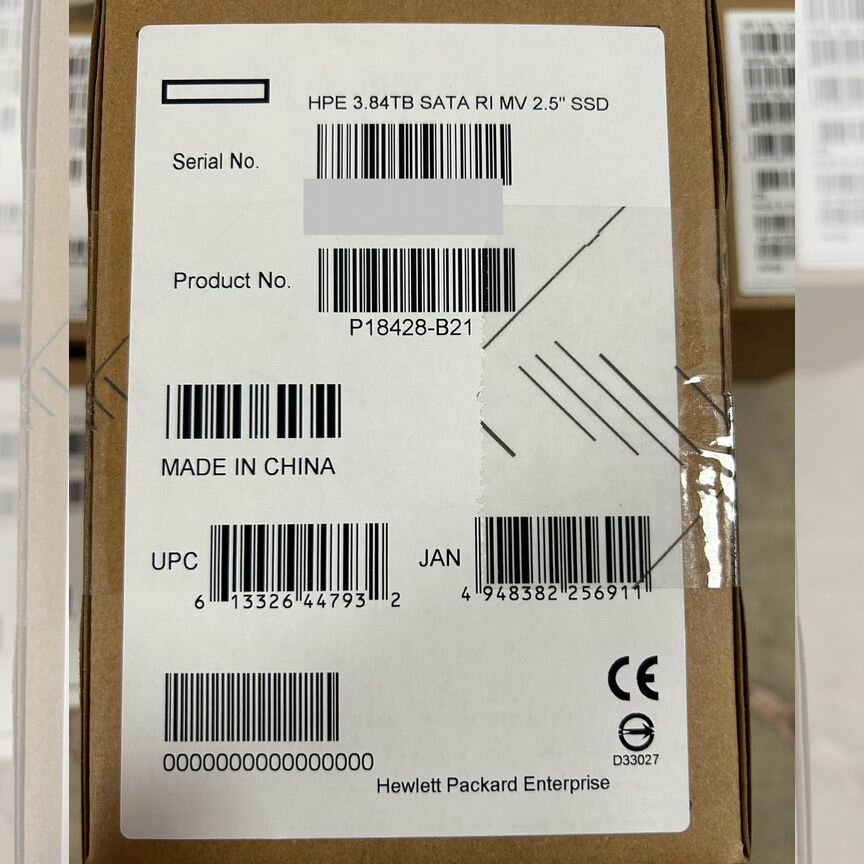 HPE 3.84TB SATA RI MV 2.5" SSD
Serial No.
Product No.
P18428-B21
MADE IN CHINA
UPC
6 13326 44793 2
JAN
4 948382 256911
0000000000000000
CE
D33027
Hewlett Packard Enterprise